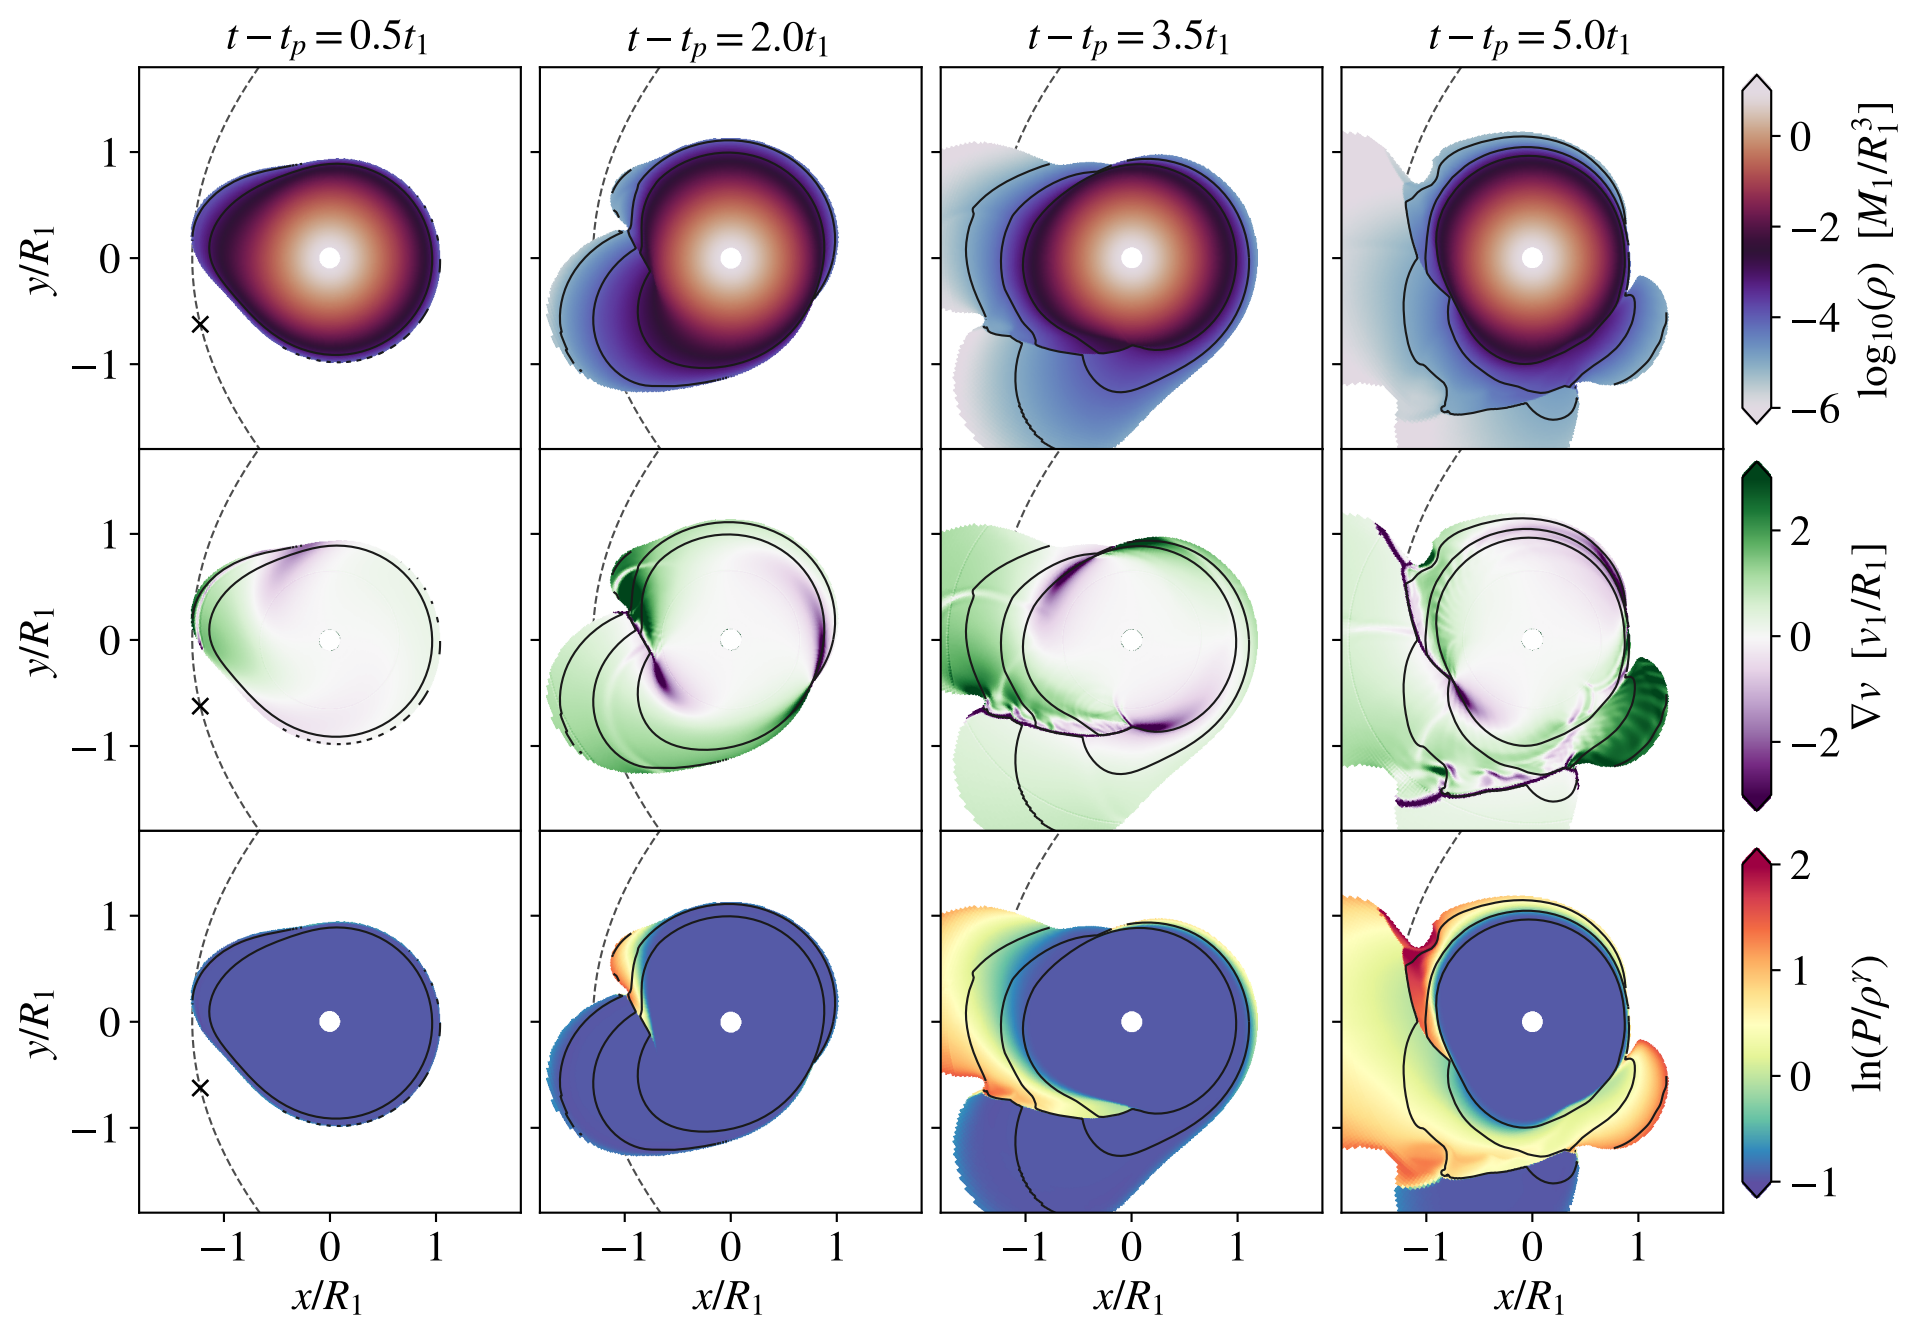 t − t_p = 0.5t_1 t − t_p = 2.0t_1 t − t_p = 3.5t_1 t − t_p = 5.0t_1
y/R_1
1
0
−1
0
−2
−4
−6
log_10(ρ) [M_1/R_1^3]
y/R_1
1
0
−1
2
0
−2
∇v [v_1/R_1]
y/R_1
1
0
−1
2
1
0
−1
ln(P/ρ^γ)
−1 0 1 −1 0 1 −1 0 1 −1 0 1
x/R_1 x/R_1 x/R_1 x/R_1